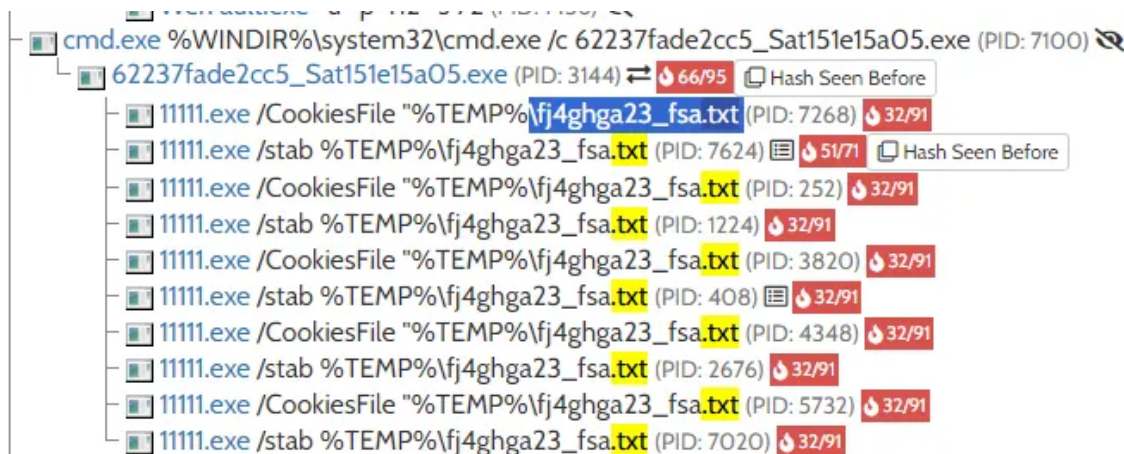 cmd.exe %WINDIR%\system32\cmd.exe /c 62237fade2cc5_Sat151e15a05.exe (PID: 7100)
62237fade2cc5_Sat151e15a05.exe (PID: 3144) 66/95 Hash Seen Before
11111.exe /CookiesFile "%TEMP%\fj4ghga23_fsa.txt (PID: 7268) 32/91
11111.exe /stab %TEMP%\fj4ghga23_fsa.txt (PID: 7624) 51/71 Hash Seen Before
11111.exe /CookiesFile "%TEMP%\fj4ghga23_fsa.txt (PID: 252) 32/91
11111.exe /stab %TEMP%\fj4ghga23_fsa.txt (PID: 1224) 32/91
11111.exe /CookiesFile "%TEMP%\fj4ghga23_fsa.txt (PID: 3820) 32/91
11111.exe /stab %TEMP%\fj4ghga23_fsa.txt (PID: 408) 32/91
11111.exe /CookiesFile "%TEMP%\fj4ghga23_fsa.txt (PID: 4348) 32/91
11111.exe /stab %TEMP%\fj4ghga23_fsa.txt (PID: 2676) 32/91
11111.exe /CookiesFile "%TEMP%\fj4ghga23_fsa.txt (PID: 5732) 32/91
11111.exe /stab %TEMP%\fj4ghga23_fsa.txt (PID: 7020) 32/91